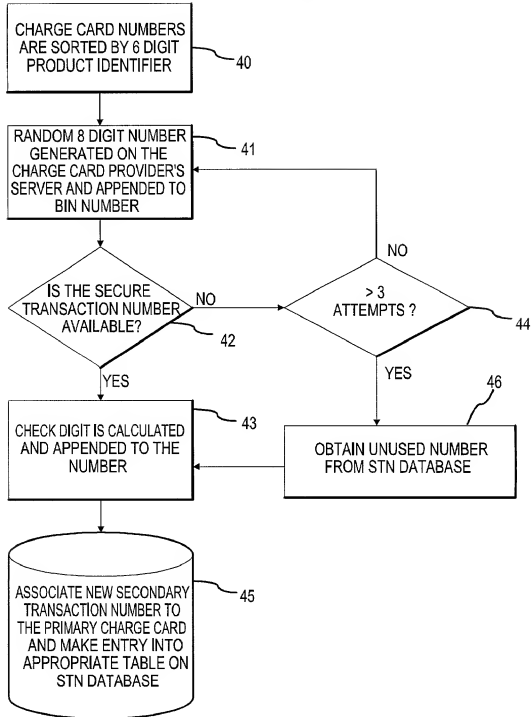 CHARGE CARD NUMBERS
ARE SORTED BY 6 DIGIT
PRODUCT IDENTIFIER
40
RANDOM 8 DIGIT NUMBER
GENERATED ON THE
CHARGE CARD PROVIDER'S
SERVER AND APPENDED TO
BIN NUMBER
41
IS THE SECURE
TRANSACTION NUMBER
AVAILABLE?
42
NO
YES
> 3
ATTEMPTS ?
44
NO
YES
CHECK DIGIT IS CALCULATED
AND APPENDED TO THE
NUMBER
43
OBTAIN UNUSED NUMBER
FROM STN DATABASE
46
ASSOCIATE NEW SECONDARY
TRANSACTION NUMBER TO
THE PRIMARY CHARGE CARD
AND MAKE ENTRY INTO
APPROPRIATE TABLE ON
STN DATABASE
45